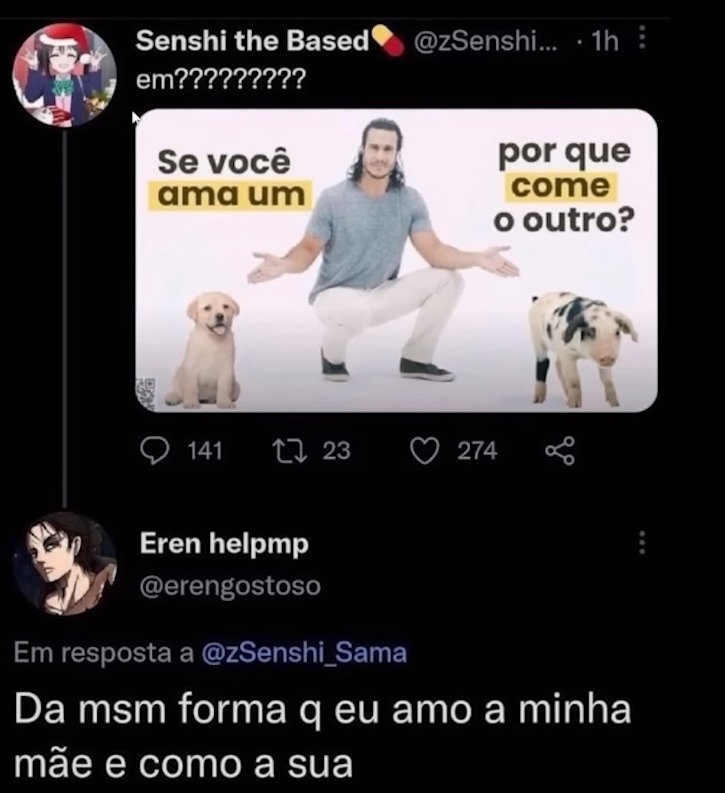 Senshi the Based💊 @zSenshi... · 1h
em?????????
Se você
ama um
por que
come
o outro?
141 23 274
Eren helpmp
@erengostoso
Em resposta a @zSenshi_Sama
Da msm forma q eu amo a minha
mãe e como a sua